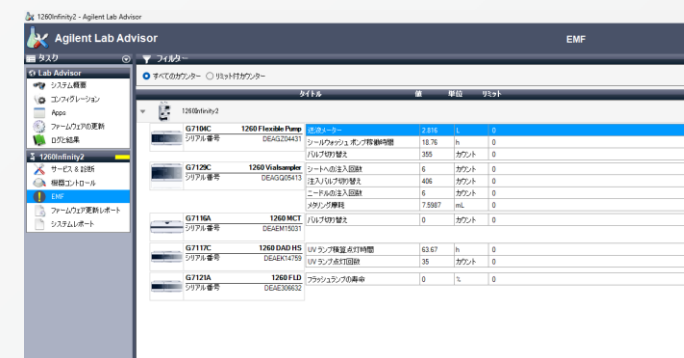 1260Infinity2 - Agilent Lab Advisor
Agilent Lab Advisor
EMF
タスク
Lab Advisor
システム概要
コンフィグレーション
Apps
ファームウェアの更新
ログと結果
1260Infinity2
サービス & 診断
機器コントロール
EMF
ファームウェア更新レポート
システムレポート
フィルター
すべてのカウンター リミット付カウンター
タイトル 値 単位 リミット
1260Infinity2
G7104C 1260 Flexible Pump 送液メーター 2.816 L 0
シリアル番号 DEAGZ04431 シールウォッシュ ポンプ稼働時間 18.76 h 0
バルブ切り替え 355 カウント 0
G7129C 1260 Vialsampler シートへの注入回数 6 カウント 0
シリアル番号 DEAGQ05413 注入バルブ切り替え 406 カウント 0
ニードルの注入回数 6 カウント 0
メタリング摩耗 7.5987 mL 0
G7116A 1260 MCT バルブ切り替え 0 カウント 0
シリアル番号 DEAEM15031
G7117C 1260 DAD HS UV ランプ積算点灯時間 63.67 h 0
シリアル番号 DEAEK14759 UV ランプ点灯回数 35 カウント 0
G7121A 1260 FLD フラッシュランプの寿命 0 % 0
シリアル番号 DEAE306632